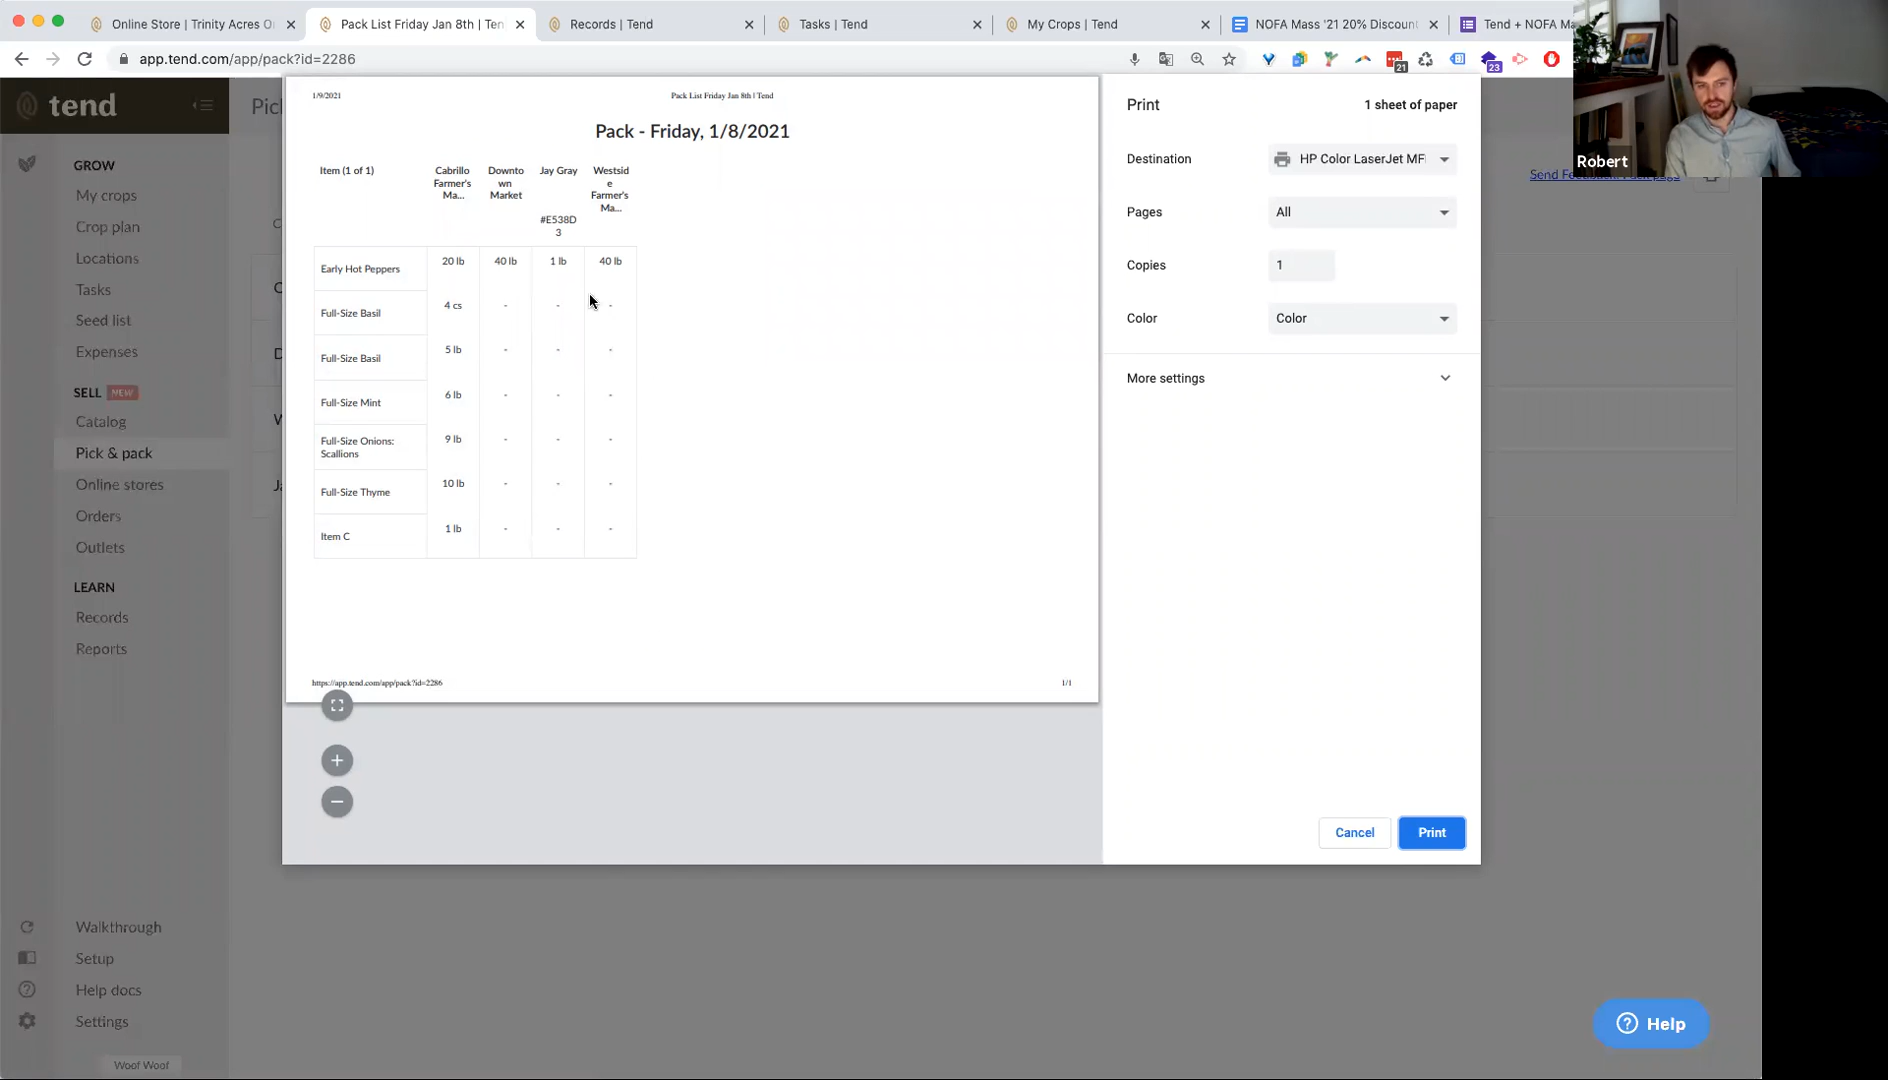 Online Store | Trinity Acres O
Pack List Friday Jan 8th | Ten
Records | Tend
Tasks | Tend
My Crops | Tend
NOFA Mass '21 20% Discoun
Tend + NOFA Ma
app.tend.com/app/pack?id=2286
21
23
tend
GROW
My crops
Crop plan
Locations
Tasks
Seed list
Expenses
SELL NEW
Catalog
Pick & pack
Online stores
Orders
Outlets
LEARN
Records
Reports
Walkthrough
Setup
Help docs
Settings
Woof Woof
1/9/2021 Pack List Friday Jan 8th | Tend
Pack - Friday, 1/8/2021
Item (1 of 1)
Cabrillo
Farmer's
Ma...
Downto
wn
Market
Jay Gray
#E538D
3
Westsid
e
Farmer's
Ma...
Early Hot Peppers 20 lb 40 lb 1 lb 40 lb
Full-Size Basil 4 cs - - -
Full-Size Basil 5 lb - - -
Full-Size Mint 6 lb - - -
Full-Size Onions:
Scallions 9 lb - - -
Full-Size Thyme 10 lb - - -
Item C 1 lb - - -
https://app.tend.com/app/pack?id=2286 1/1
Print 1 sheet of paper
Destination HP Color LaserJet MF
Pages All
Copies 1
Color Color
More settings
Cancel Print
Robert
Help